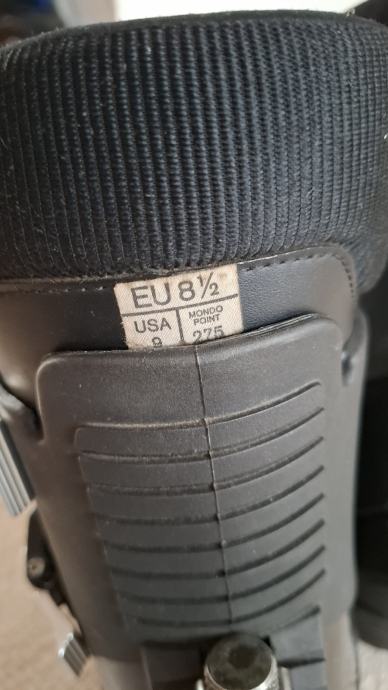 EU 8½
USA
MONDO
POINT
9
275